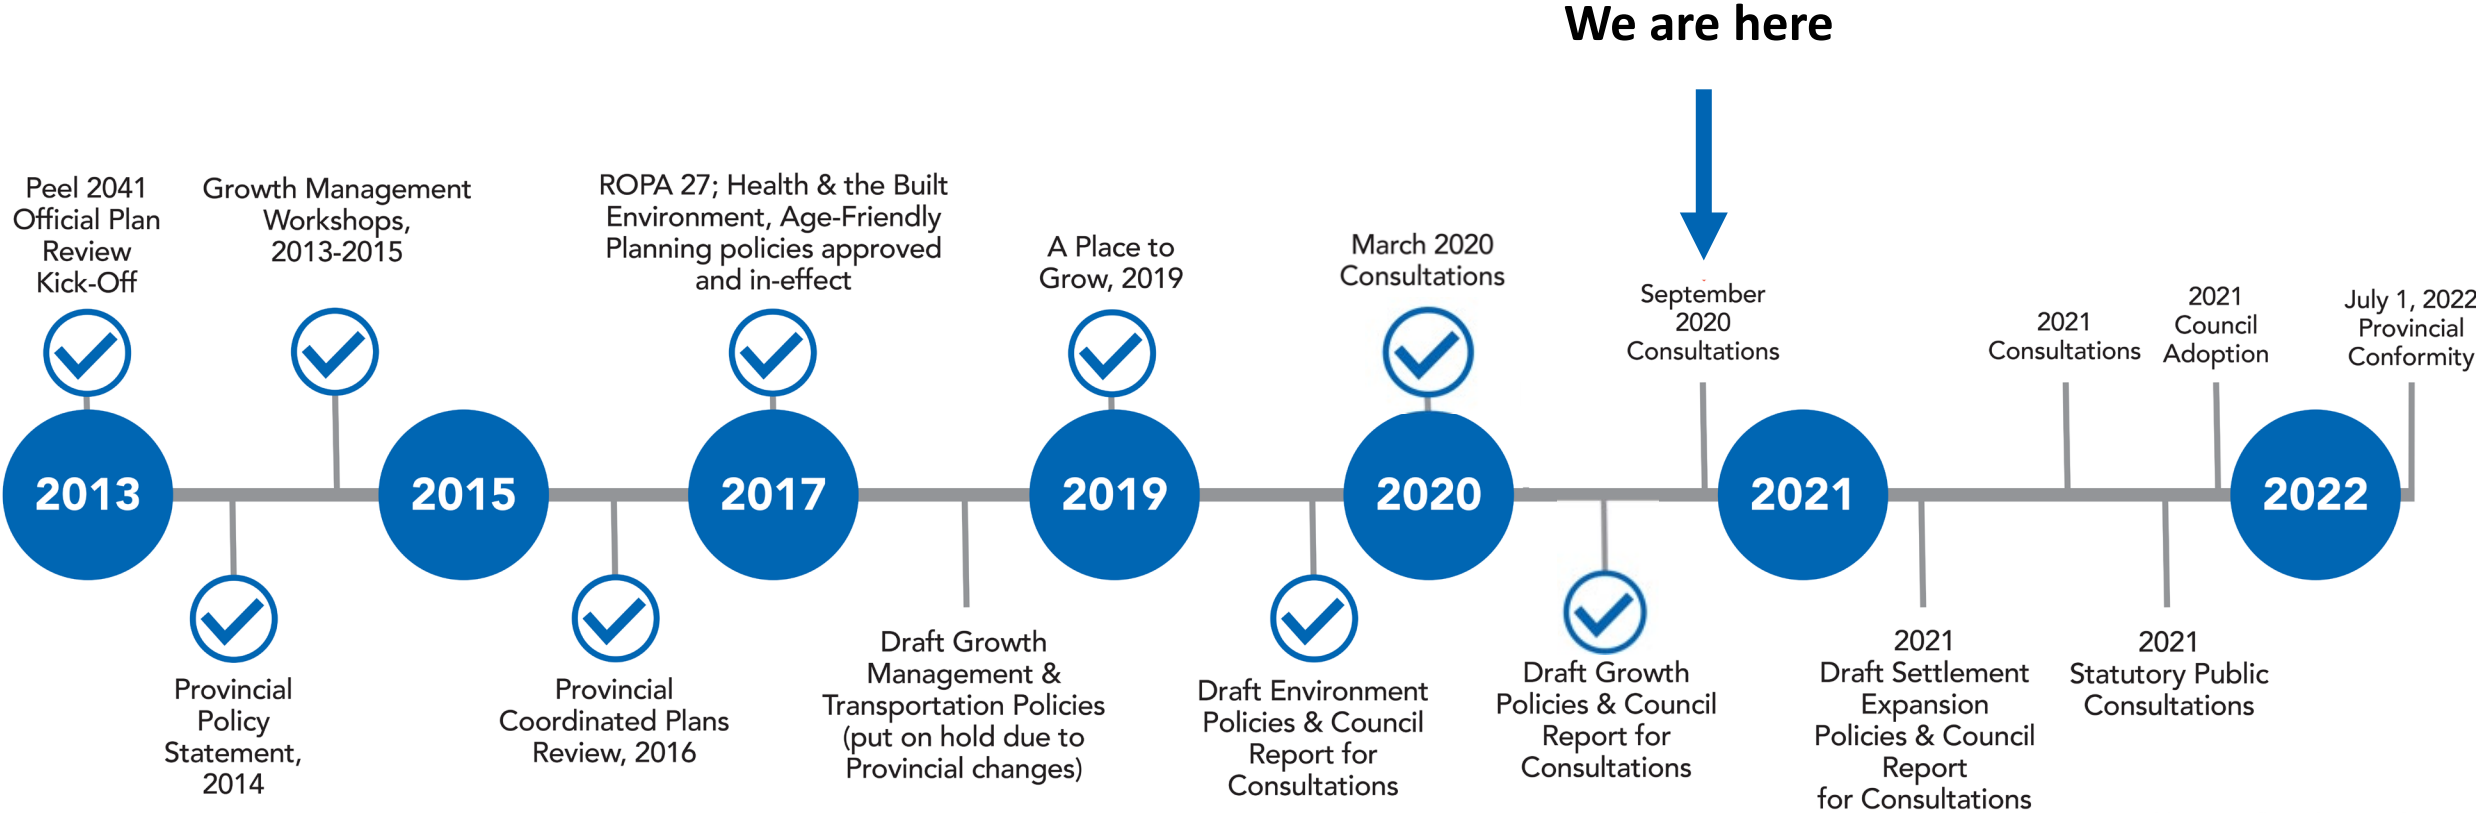 We are here
Peel 2041
Official Plan
Review
Kick-Off
Growth Management
Workshops,
2013-2015
ROPA 27; Health & the Built
Environment, Age-Friendly
Planning policies approved
and in-effect
A Place to
Grow, 2019
March 2020
Consultations
September
2020
Consultations
2021
Consultations
2021
Council
Adoption
July 1, 2022
Provincial
Conformity
2013
2015
2017
2019
2020
2021
2022
Provincial
Policy
Statement,
2014
Provincial
Coordinated Plans
Review, 2016
Draft Growth
Management &
Transportation Policies
(put on hold due to
Provincial changes)
Draft Environment
Policies & Council
Report for
Consultations
Draft Growth
Policies & Council
Report for
Consultations
2021
Draft Settlement
Expansion
Policies & Council
Report
for Consultations
2021
Statutory Public
Consultations